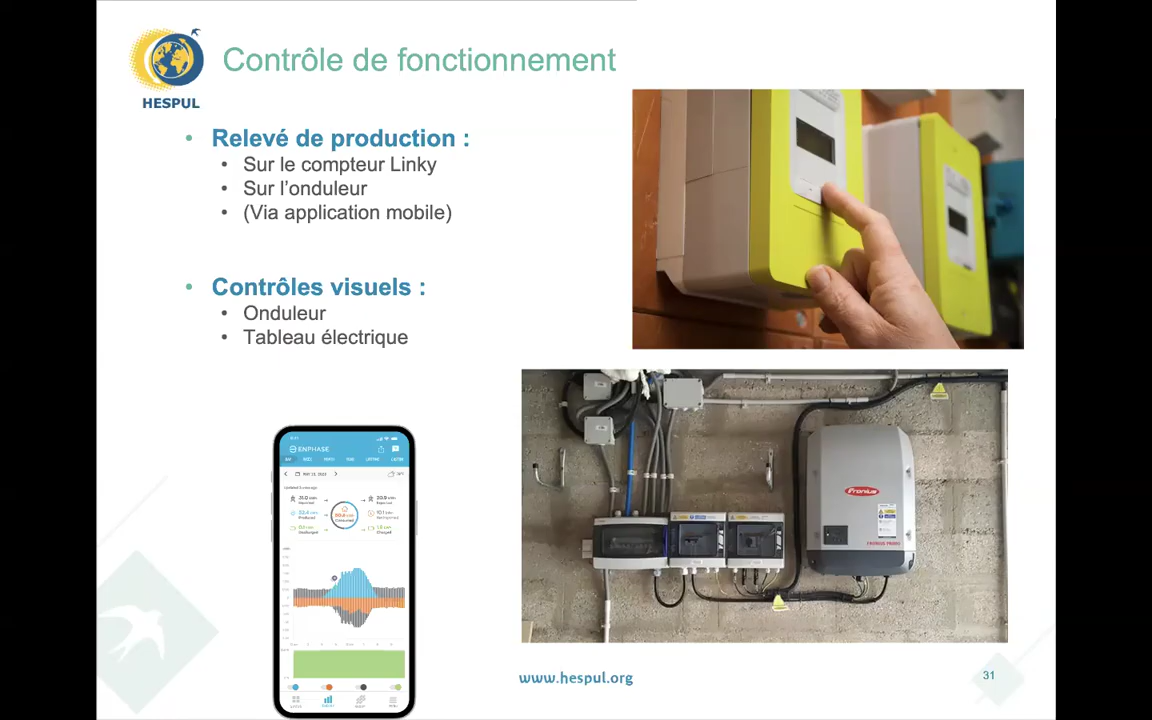 Contrôle de fonctionnement
HESPUL
• Relevé de production :
• Sur le compteur Linky
• Sur l'onduleur
• (Via application mobile)
• Contrôles visuels :
• Onduleur
• Tableau électrique
ENPHASE
Consumed
Fronius
www.hespul.org
31